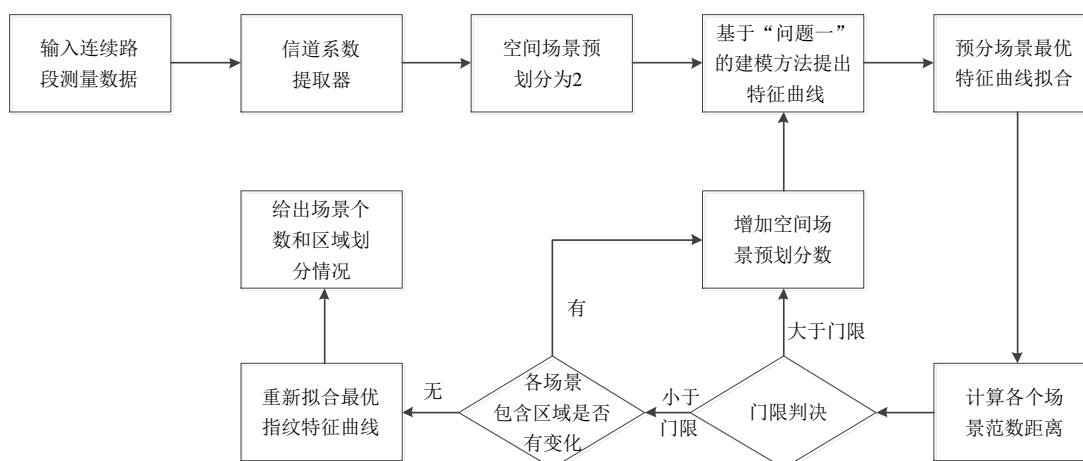 输入连续路
段测量数据
信道系数
提取器
空间场景预
划分为2
基于“问题一”
的建模方法提出
特征曲线
预分场景最优
特征曲线拟合
给出场景个
数和区域划
分情况
增加空间场
景预划分数
有
大于门限
重新拟合最优
指纹特征曲线
无
各场景
包含区域是否
有变化
小于
门限
门限判决
计算各个场
景范数距离